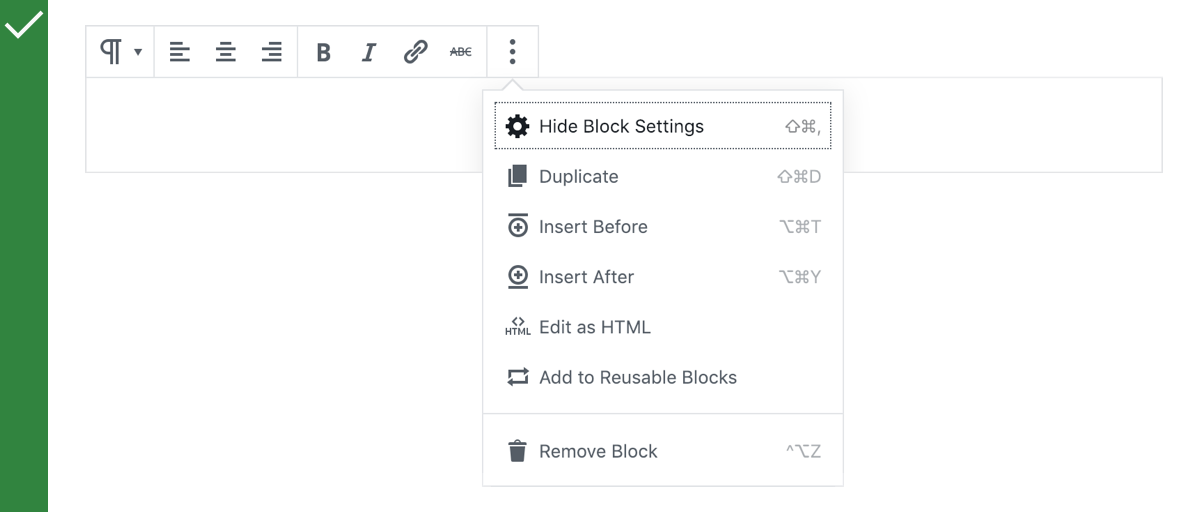 B I ABC
Hide Block Settings ⇧⌘,
Duplicate ⇧⌘D
Insert Before ⌥⌘T
Insert After ⌥⌘Y
HTML Edit as HTML
Add to Reusable Blocks
Remove Block ^⌥Z